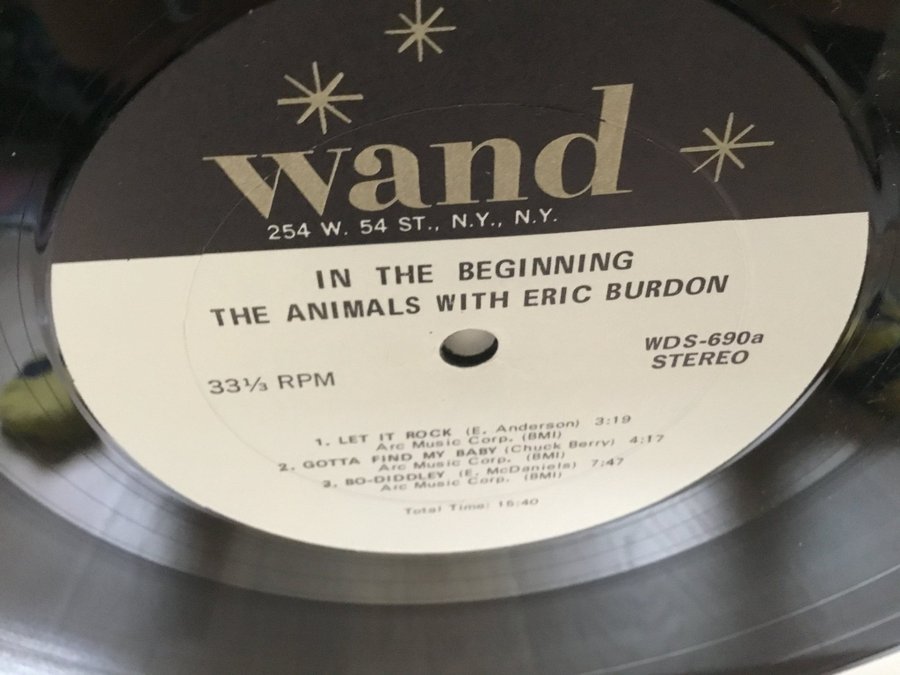 wand
254 W. 54 ST., N.Y., N.Y.
IN THE BEGINNING
THE ANIMALS WITH ERIC BURDON
WDS-690a
STEREO
33⅓ RPM
1. LET IT ROCK (E. Anderson) 3:19
Arc Music Corp. (BMI)
2. GOTTA FIND MY BABY (Chuck Berry) 4:17
Arc Music Corp. (BMI)
3. BO-DIDDLEY (E. McDaniels) 7:47
Arc Music Corp. (BMI)
Total Time: 15:40